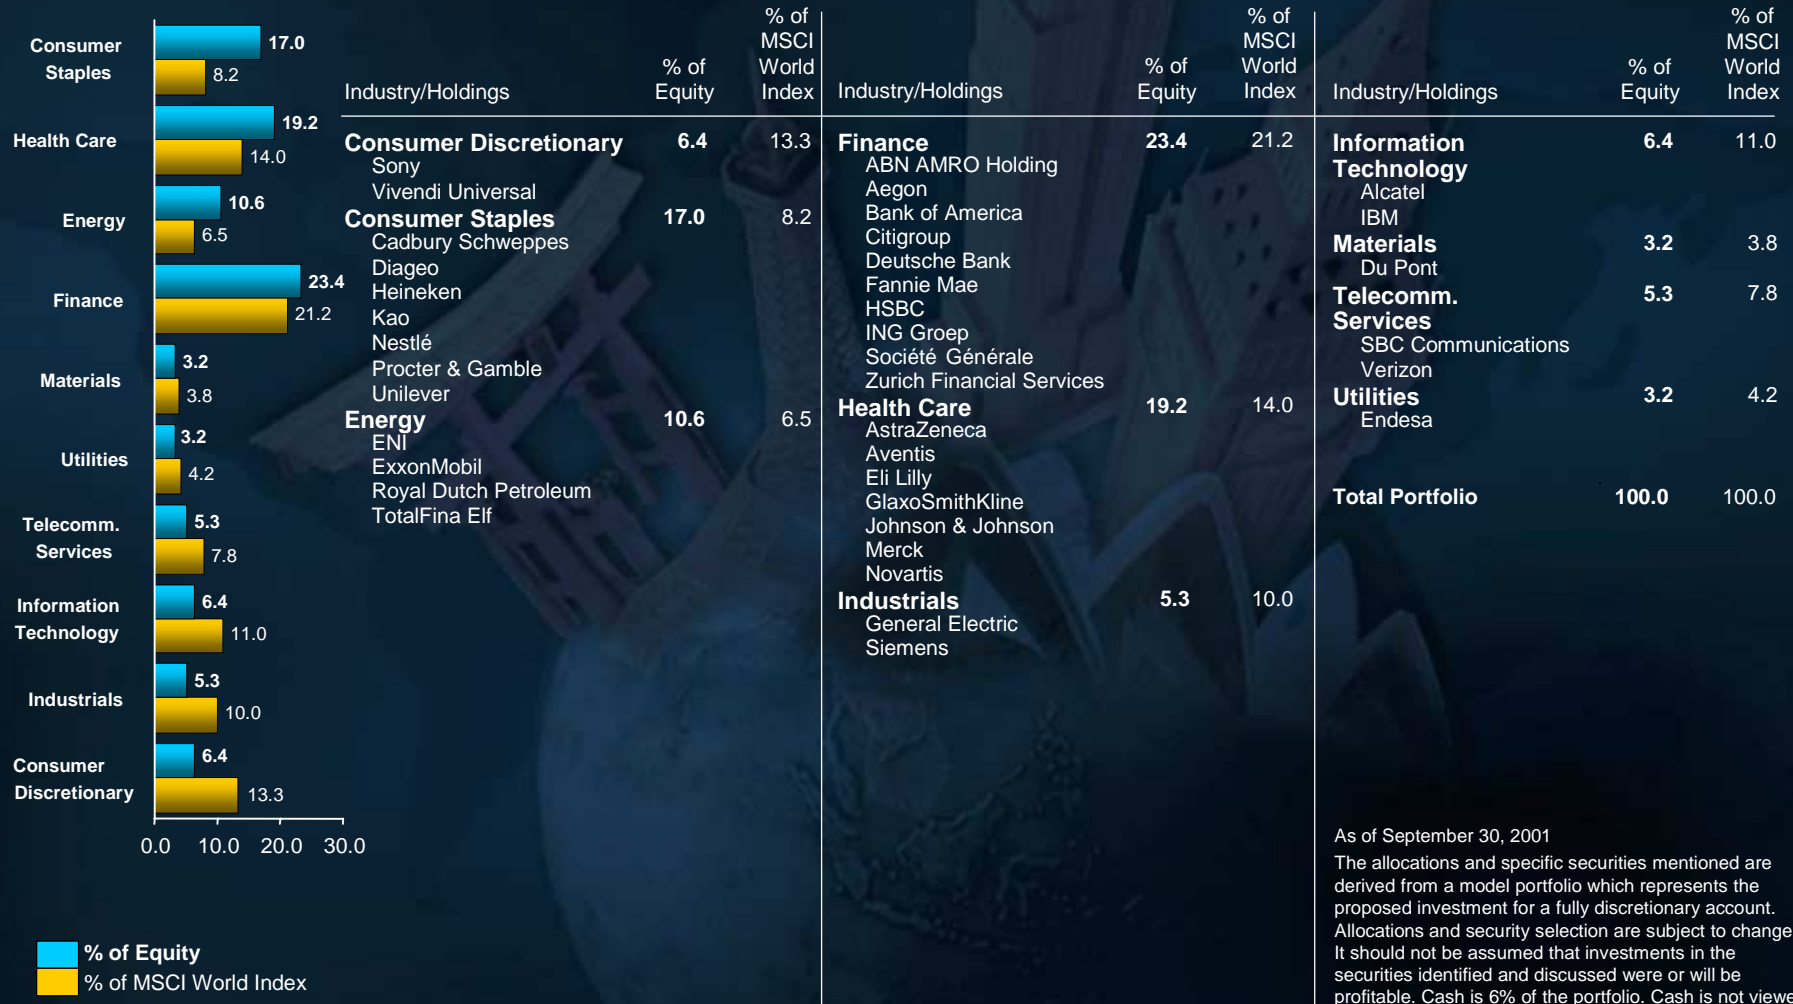 Consumer
Staples
17.0
8.2
Health Care
19.2
14.0
Energy
10.6
6.5
Finance
23.4
21.2
Materials
3.2
3.8
Utilities
3.2
4.2
Telecomm.
Services
5.3
7.8
Information
Technology
6.4
11.0
Industrials
5.3
10.0
Consumer
Discretionary
6.4
13.3
0.0 10.0 20.0 30.0
% of Equity
% of MSCI World Index
% of
MSCI
% of World
Industry/Holdings Equity Index
Consumer Discretionary 6.4 13.3
Sony
Vivendi Universal
Consumer Staples 17.0 8.2
Cadbury Schweppes
Diageo
Heineken
Kao
Nestlé
Procter & Gamble
Unilever
Energy 10.6 6.5
ENI
ExxonMobil
Royal Dutch Petroleum
TotalFina Elf
% of
MSCI
% of World
Industry/Holdings Equity Index
Finance 23.4 21.2
ABN AMRO Holding
Aegon
Bank of America
Citigroup
Deutsche Bank
Fannie Mae
HSBC
ING Groep
Société Générale
Zurich Financial Services
Health Care 19.2 14.0
AstraZeneca
Aventis
Eli Lilly
GlaxoSmithKline
Johnson & Johnson
Merck
Novartis
Industrials 5.3 10.0
General Electric
Siemens
% of
MSCI
% of World
Industry/Holdings Equity Index
Information 6.4 11.0
Technology
Alcatel
IBM
Materials 3.2 3.8
Du Pont
Telecomm. 5.3 7.8
Services
SBC Communications
Verizon
Utilities 3.2 4.2
Endesa
Total Portfolio 100.0 100.0
As of September 30, 2001
The allocations and specific securities mentioned are
derived from a model portfolio which represents the
proposed investment for a fully discretionary account.
Allocations and security selection are subject to change
It should not be assumed that investments in the
securities identified and discussed were or will be
profitable. Cash is 6% of the portfolio. Cash is not viewe